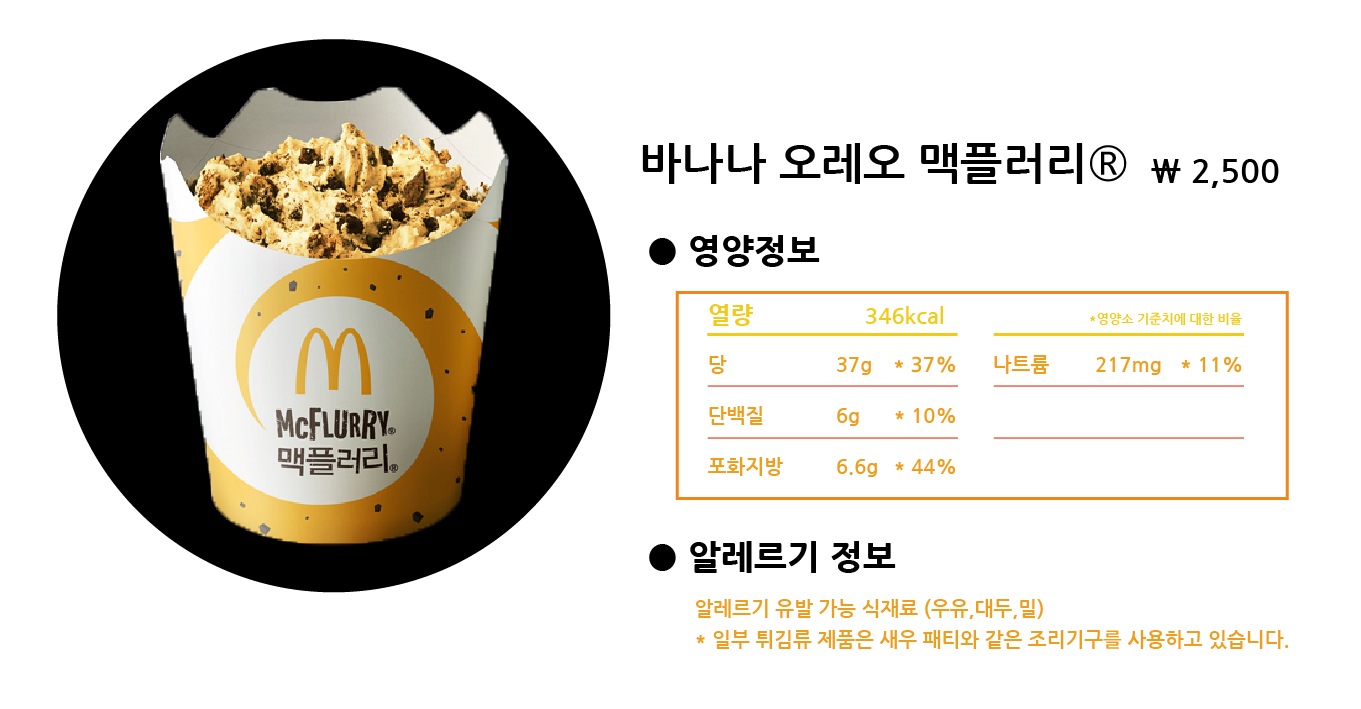 바나나 오레오 맥플러리® ₩ 2,500
● 영양정보
열량 346kcal *영양소 기준치에 대한 비율
당 37g * 37% 나트륨 217mg * 11%
단백질 6g * 10%
포화지방 6.6g * 44%
● 알레르기 정보
알레르기 유발 가능 식재료 (우유,대두,밀)
* 일부 튀김류 제품은 새우 패티와 같은 조리기구를 사용하고 있습니다.
McFLURRY®
맥플러리®